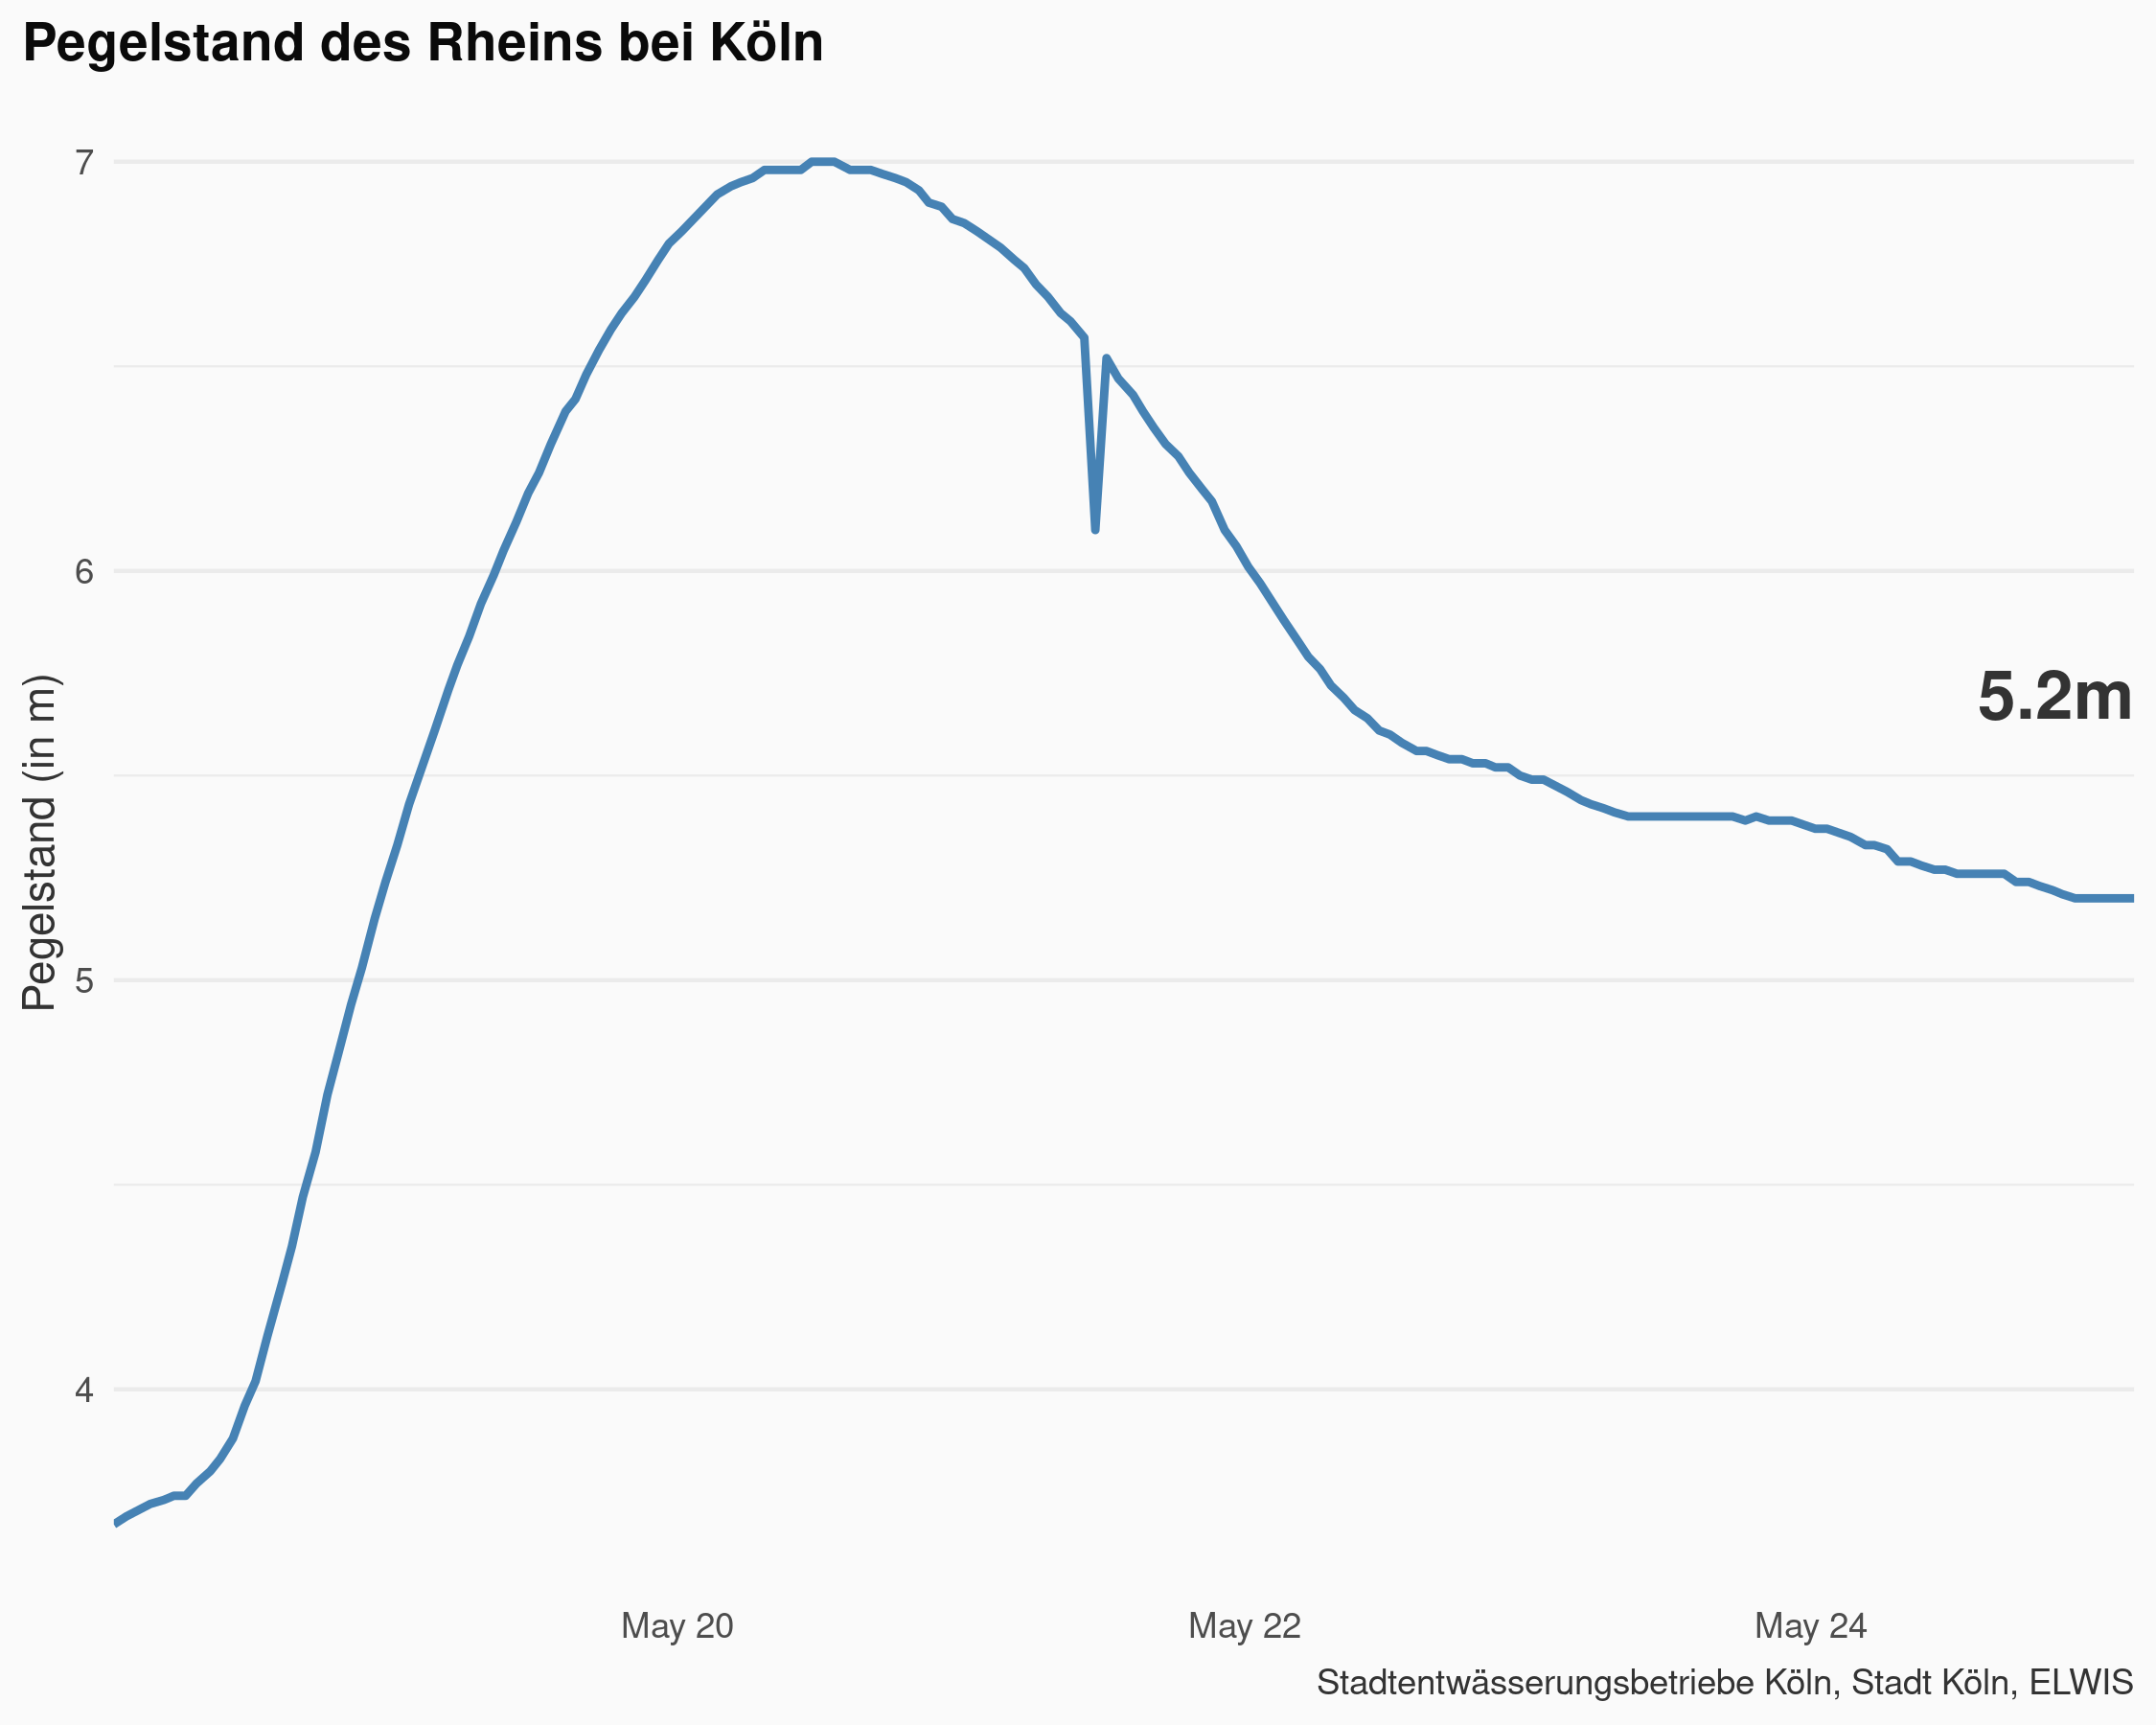 Pegelstand des Rheins bei Köln
7
6
5
4
Pegelstand (in m)
5.2m
May 20
May 22
May 24
Stadtentwässerungsbetriebe Köln, Stadt Köln, ELWIS